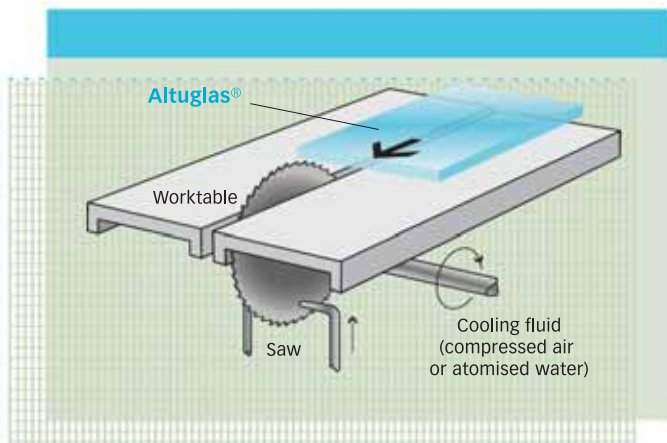 Altuglas®
Worktable
Saw
Cooling fluid
(compressed air
or atomised water)